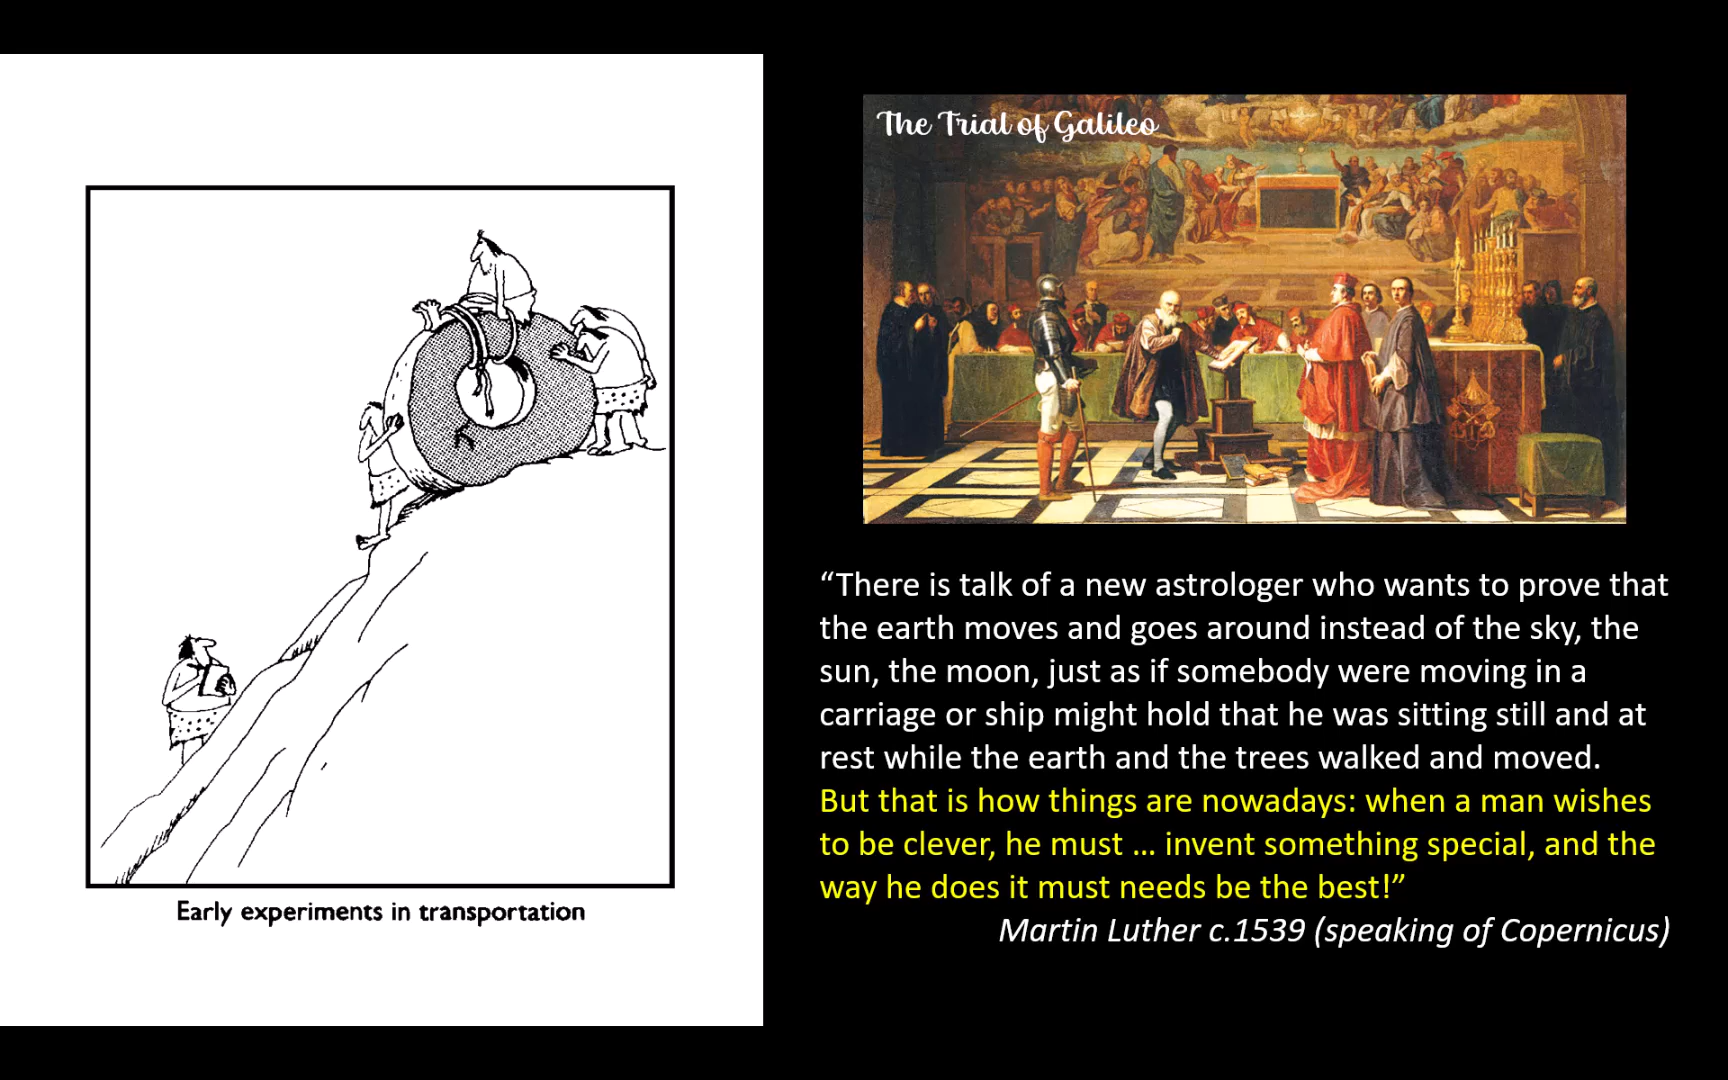 Early experiments in transportation
The Trial of Galileo
“There is talk of a new astrologer who wants to prove that
the earth moves and goes around instead of the sky, the
sun, the moon, just as if somebody were moving in a
carriage or ship might hold that he was sitting still and at
rest while the earth and the trees walked and moved.
But that is how things are nowadays: when a man wishes
to be clever, he must … invent something special, and the
way he does it must needs be the best!”
Martin Luther c.1539 (speaking of Copernicus)